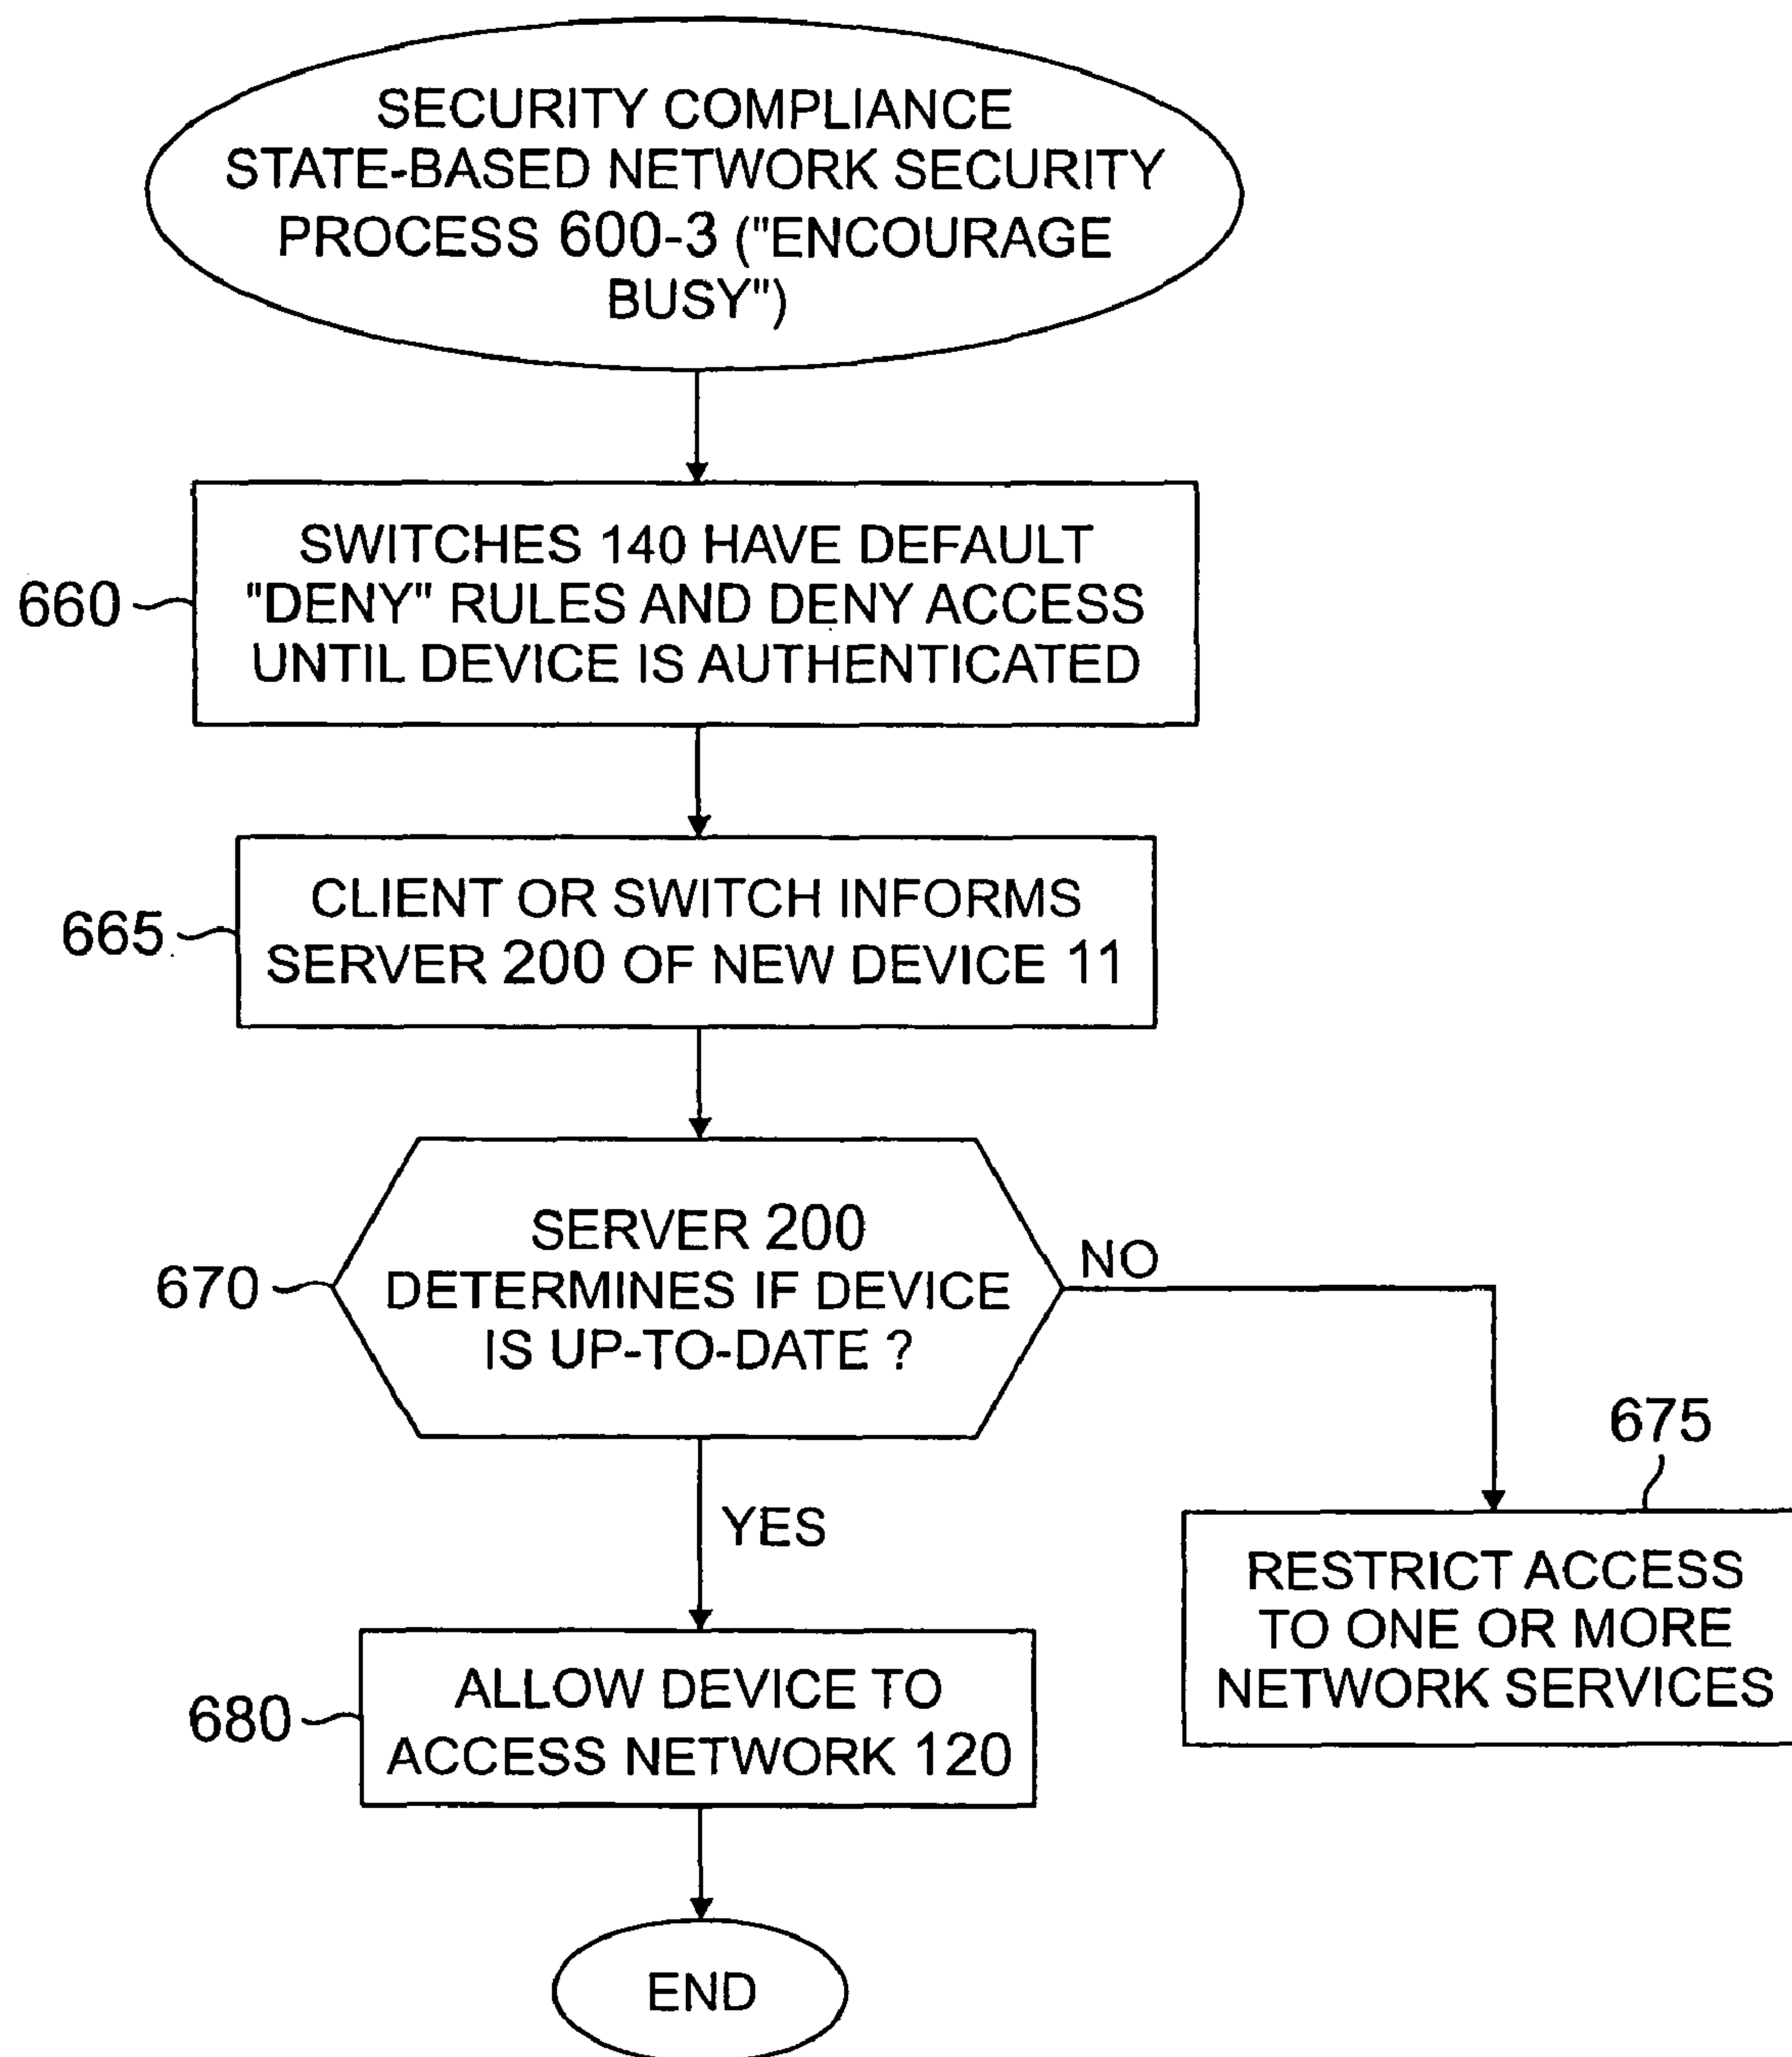 SECURITY COMPLIANCE
STATE-BASED NETWORK SECURITY
PROCESS 600-3 ("ENCOURAGE
BUSY")
660
SWITCHES 140 HAVE DEFAULT
"DENY" RULES AND DENY ACCESS
UNTIL DEVICE IS AUTHENTICATED
665
CLIENT OR SWITCH INFORMS
SERVER 200 OF NEW DEVICE 11
670
SERVER 200
DETERMINES IF DEVICE
IS UP-TO-DATE ?
NO
YES
675
RESTRICT ACCESS
TO ONE OR MORE
NETWORK SERVICES
680
ALLOW DEVICE TO
ACCESS NETWORK 120
END